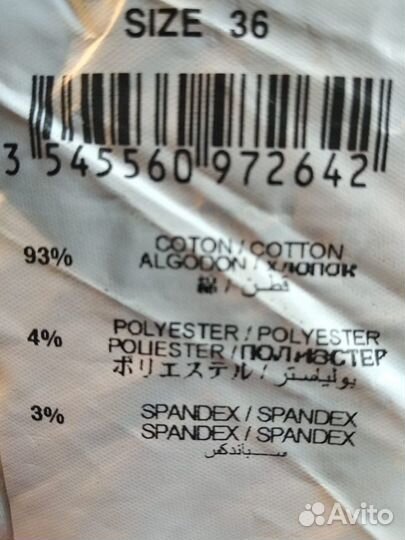 SIZE 36
3 545560 972642
93% COTON / COTTON
ALGODON / ХЛОПОК
綿 / قطن
4% POLYESTER / POLYESTER
POLIESTER / ПОЛИЭСТЕР
ポリエステル / بوليستر
3% SPANDEX / SPANDEX
SPANDEX / SPANDEX
سباندكس
Avito